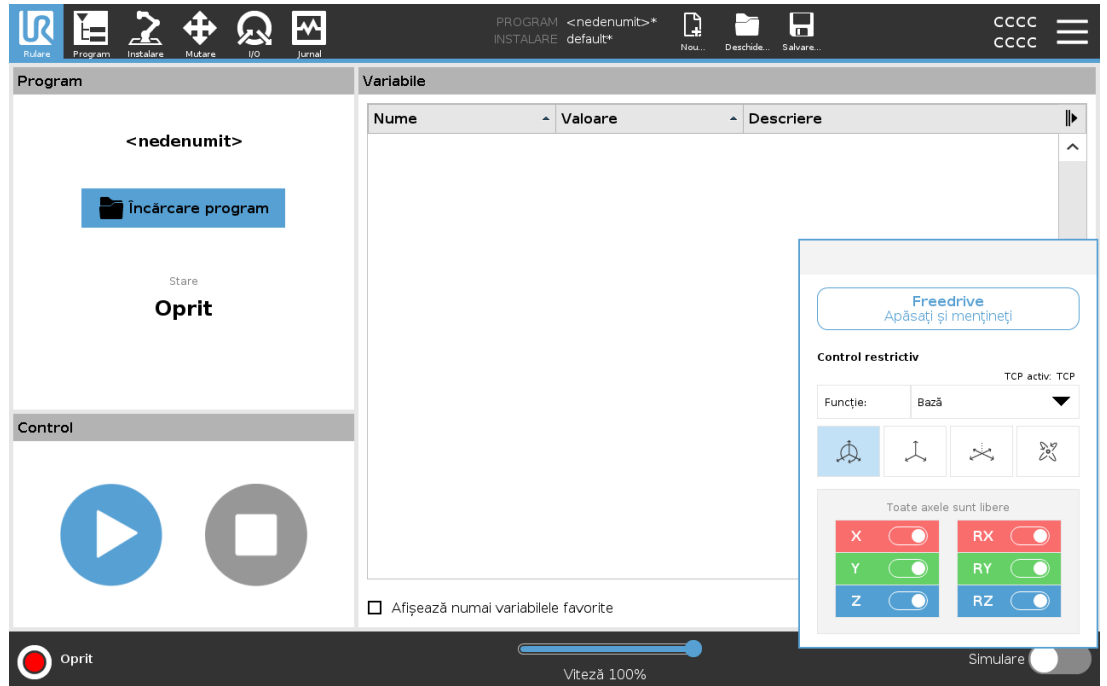 PROGRAM <nedenumit>*
INSTALARE default*
CCCC
CCCC
Rulare
Program
Instalare
Mutare
I/O
Jurnal
Nou...
Deschide...
Salvare...
Program
Variabile
Nume
Valoare
Descriere
<nedenumit>
Încărcare program
Stare
Oprit
Freedrive
Apăsați și mențineți
Control restrictiv
TCP activ: TCP
Funcție:
Bază
Control
Toate axele sunt libere
X
RX
Y
RY
Z
RZ
Afișează numai variabilele favorite
Oprit
Viteză 100%
Simulare